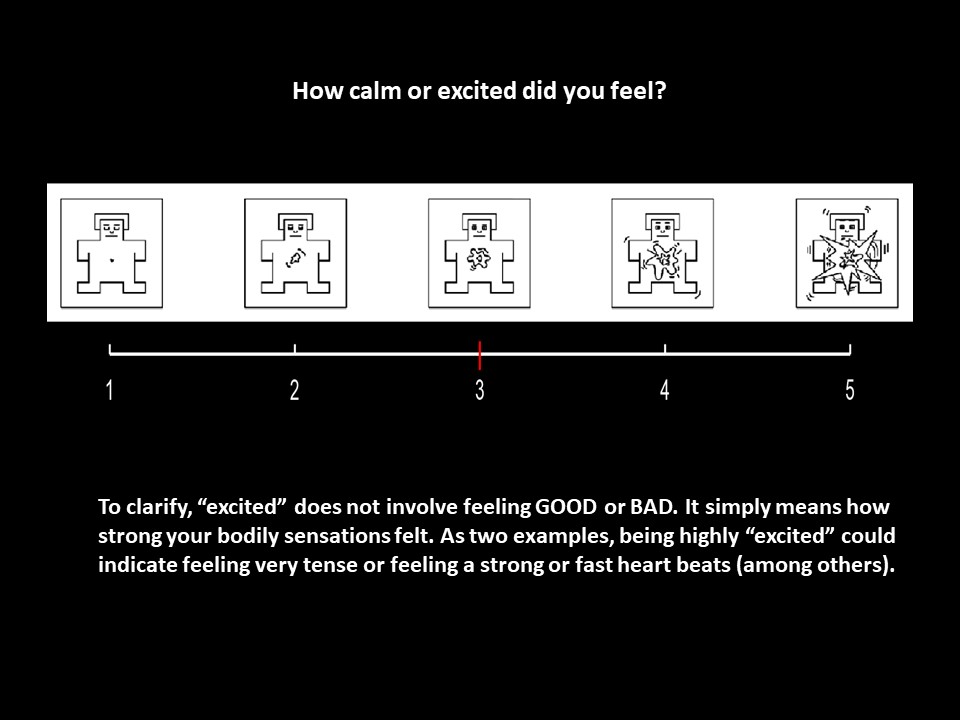 How calm or excited did you feel?
1 2 3 4 5
To clarify, “excited” does not involve feeling GOOD or BAD. It simply means how
strong your bodily sensations felt. As two examples, being highly “excited” could
indicate feeling very tense or feeling a strong or fast heart beats (among others).